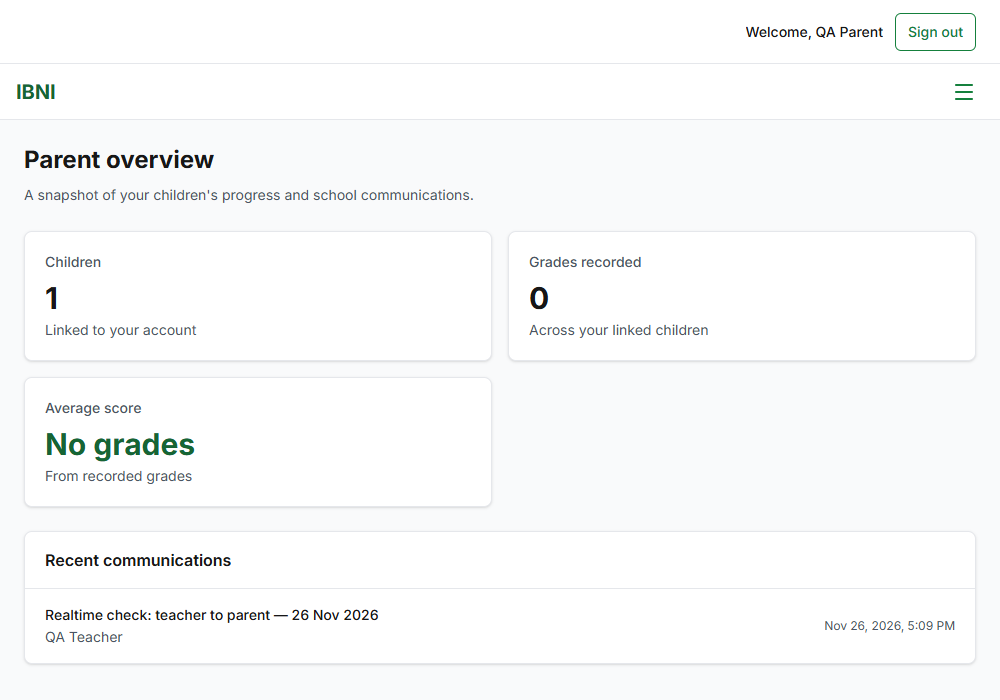 Welcome, QA Parent
Sign out
IBNI
Parent overview
A snapshot of your children's progress and school communications.
Children
1
Linked to your account
Grades recorded
0
Across your linked children
Average score
No grades
From recorded grades
Recent communications
Realtime check: teacher to parent — 26 Nov 2026
QA Teacher
Nov 26, 2026, 5:09 PM